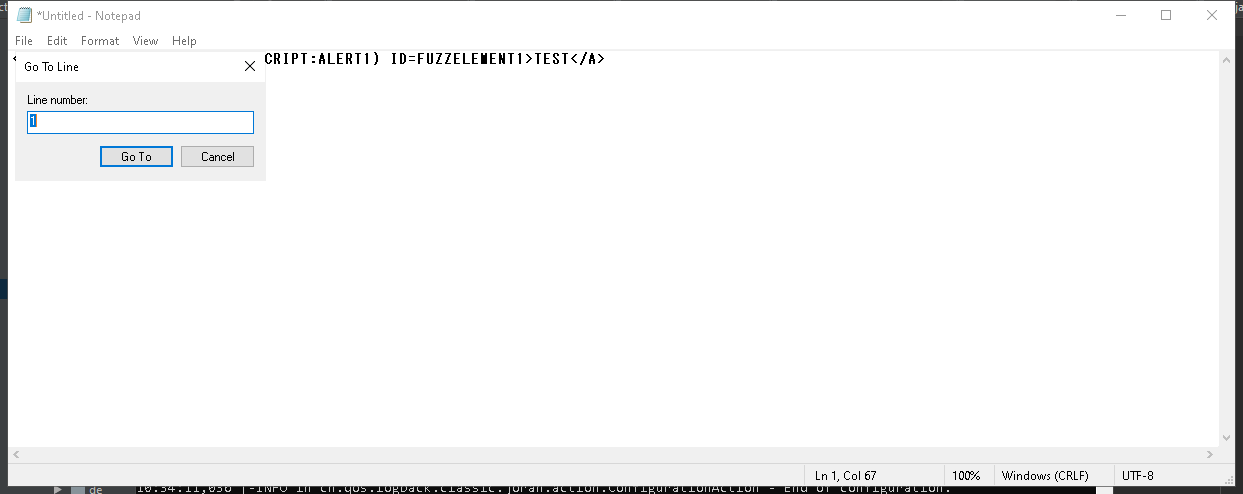 *Untitled - Notepad
File Edit Format View Help
CRIPT:ALERT1) ID=FUZZELEMENT1>TEST</A>
Go To Line
Line number:
1
Go To Cancel
Ln 1, Col 67 100% Windows (CRLF) UTF-8
de 10:34:11,056 |-INFO in ch.qos.logback.classic.joran.action.ConfigurationAction - End of configuration.